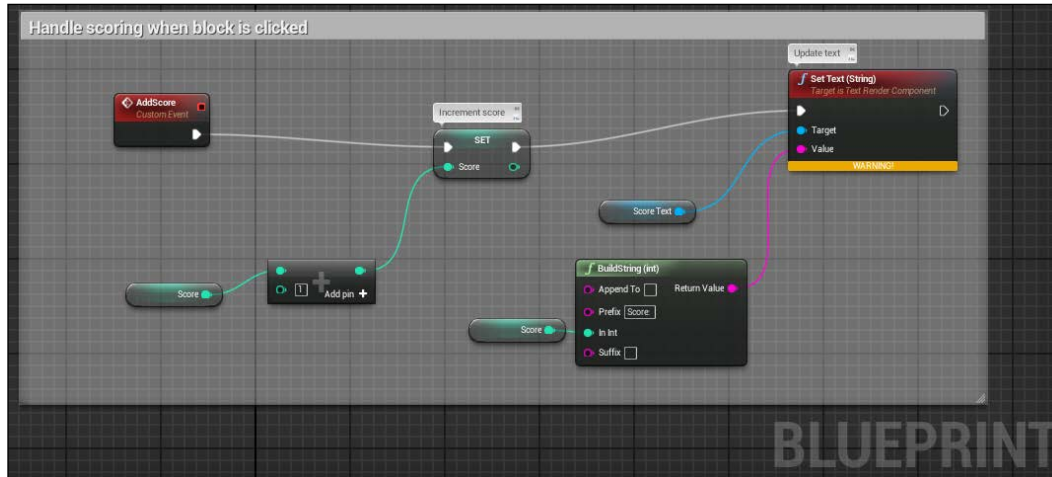 Handle scoring when block is clicked
Update text
Set Text (String)
Target is Text Render Component
Target
Value
WARNING!
AddScore
Custom Event
Increment score
SET
Score
Score Text
Score
1
Add pin
BuildString (int)
Append To
Return Value
Prefix Score:
In Int
Suffix
Score
BLUEPRINT